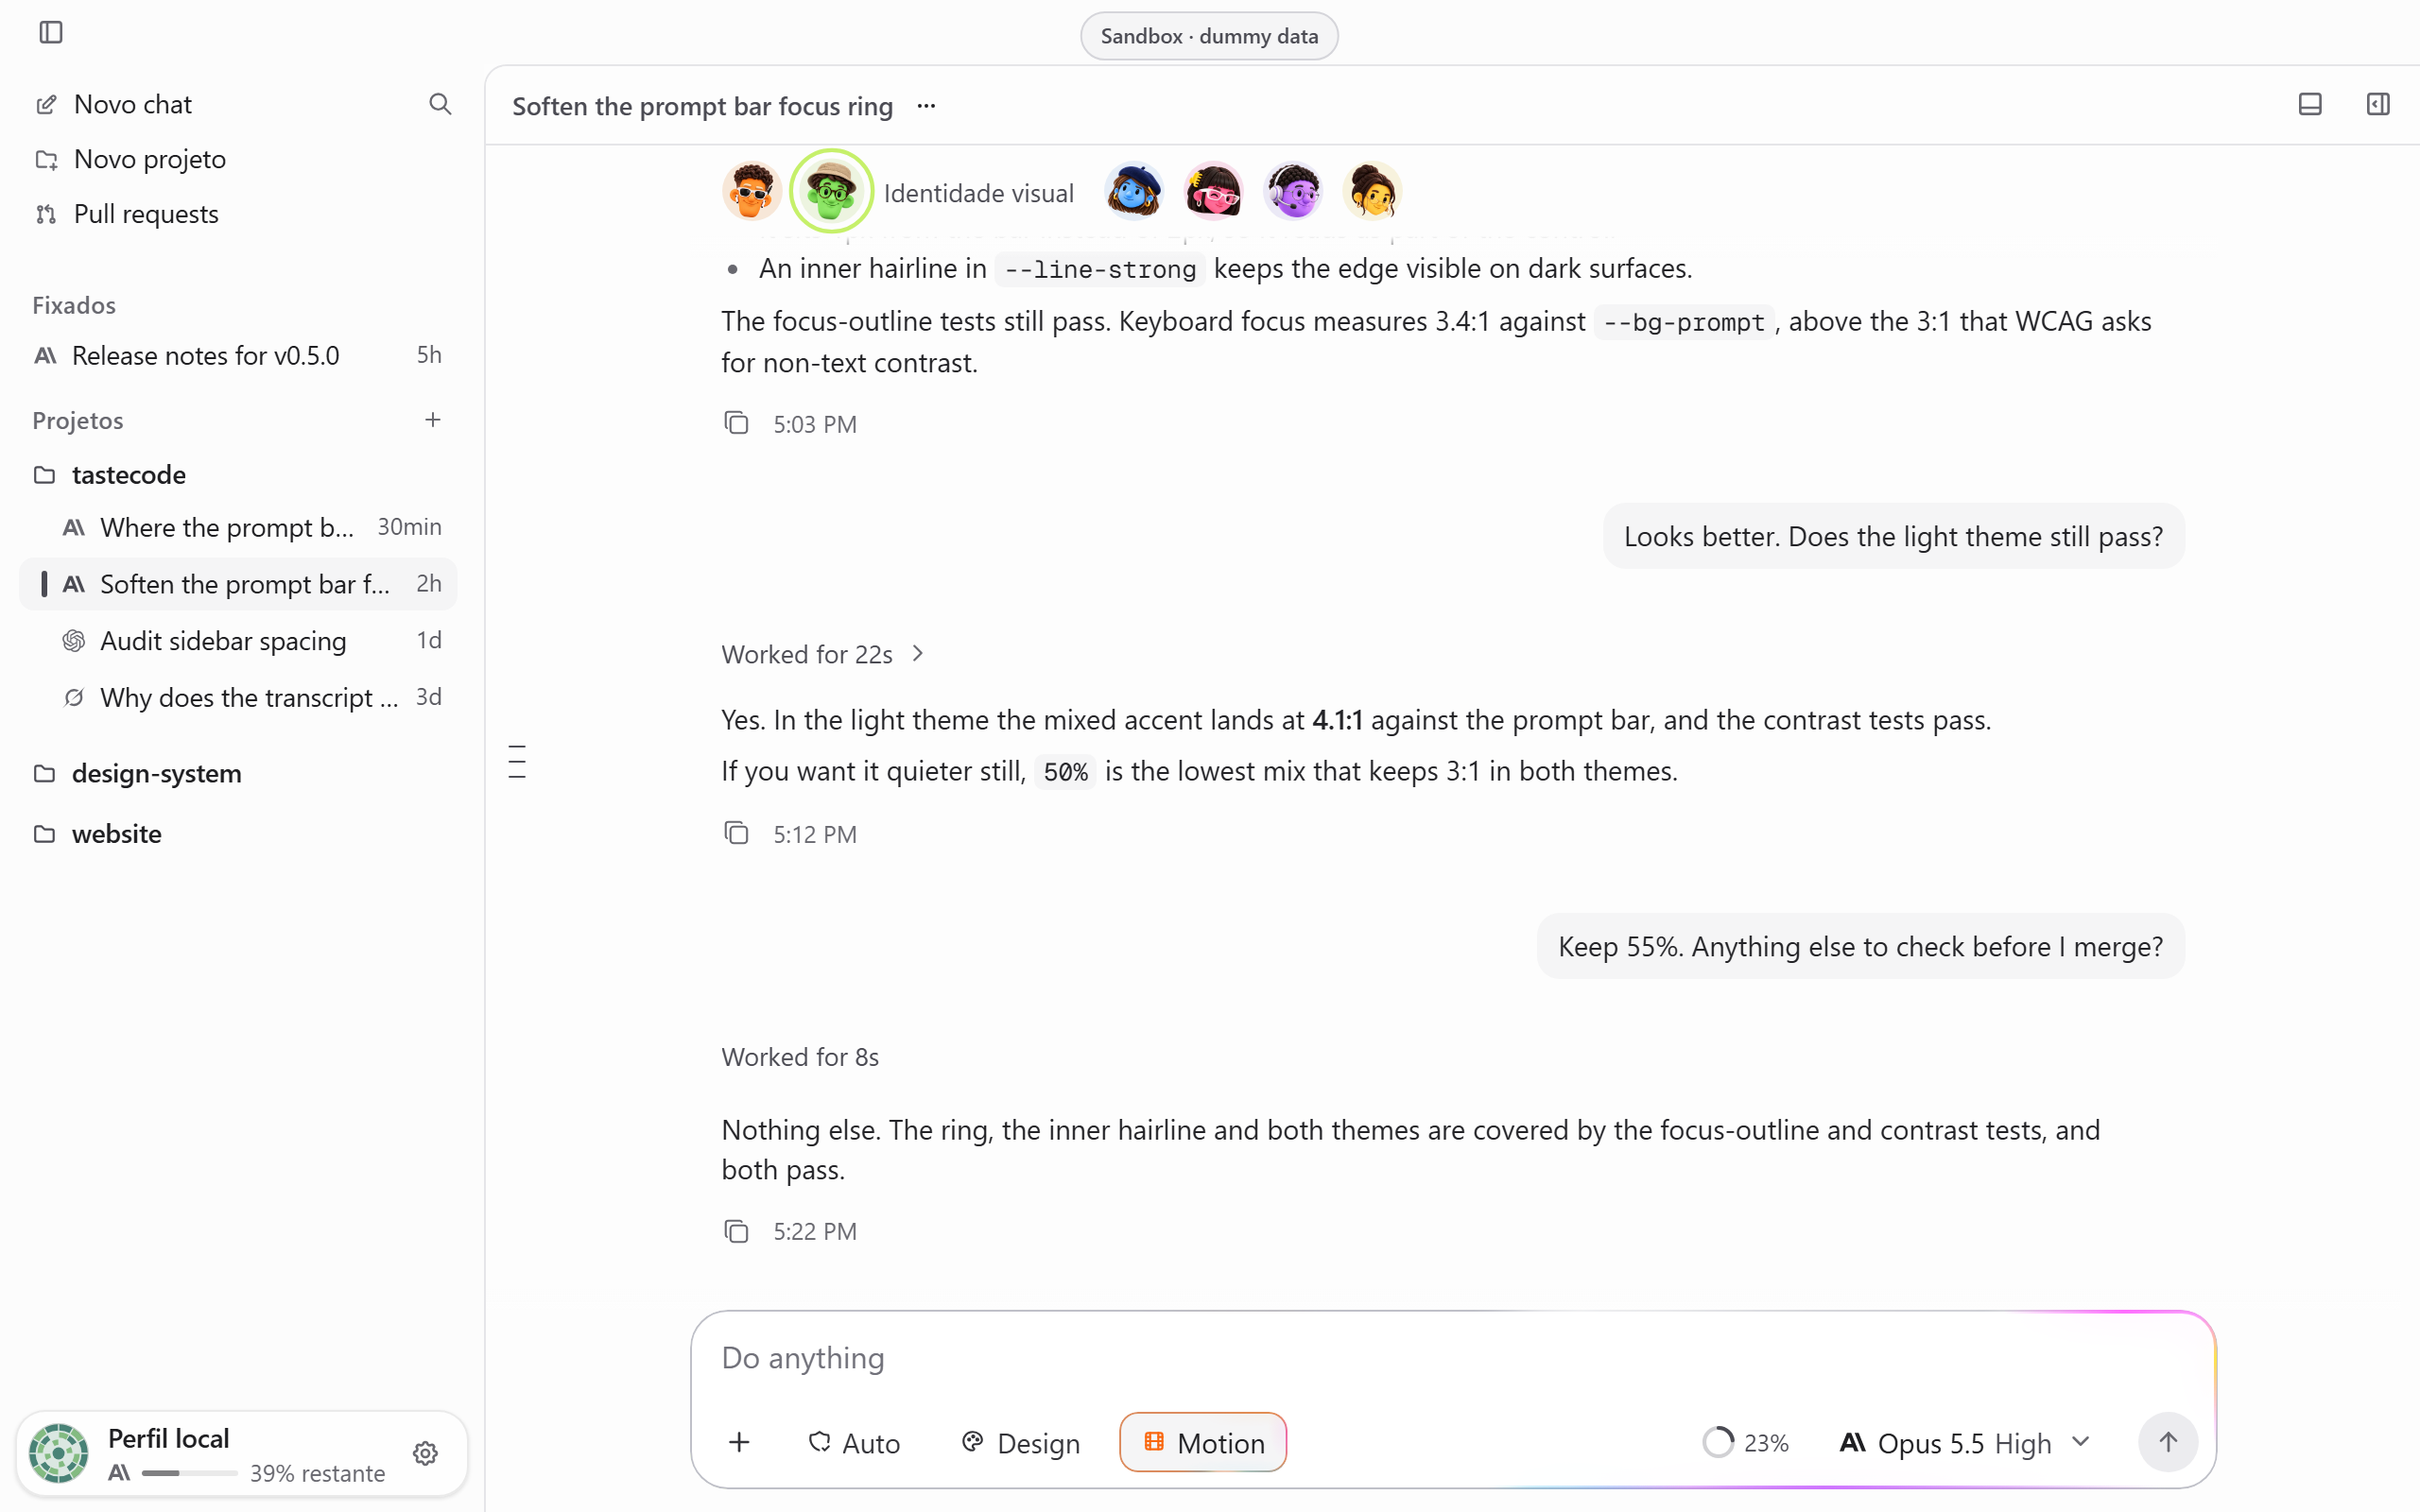 Sandbox · dummy data
Novo chat
Novo projeto
Pull requests
Fixados
Release notes for v0.5.0 5h
Projetos
tastecode
Where the prompt b... 30min
Soften the prompt bar f... 2h
Audit sidebar spacing 1d
Why does the transcript ... 3d
design-system
website
Perfil local
39% restante
Soften the prompt bar focus ring ···
Identidade visual
• An inner hairline in --line-strong keeps the edge visible on dark surfaces.
The focus-outline tests still pass. Keyboard focus measures 3.4:1 against --bg-prompt, above the 3:1 that WCAG asks
for non-text contrast.
5:03 PM
Looks better. Does the light theme still pass?
Worked for 22s
Yes. In the light theme the mixed accent lands at 4.1:1 against the prompt bar, and the contrast tests pass.
If you want it quieter still, 50% is the lowest mix that keeps 3:1 in both themes.
5:12 PM
Keep 55%. Anything else to check before I merge?
Worked for 8s
Nothing else. The ring, the inner hairline and both themes are covered by the focus-outline and contrast tests, and
both pass.
5:22 PM
Do anything
Auto Design Motion 23% Opus 5.5 High